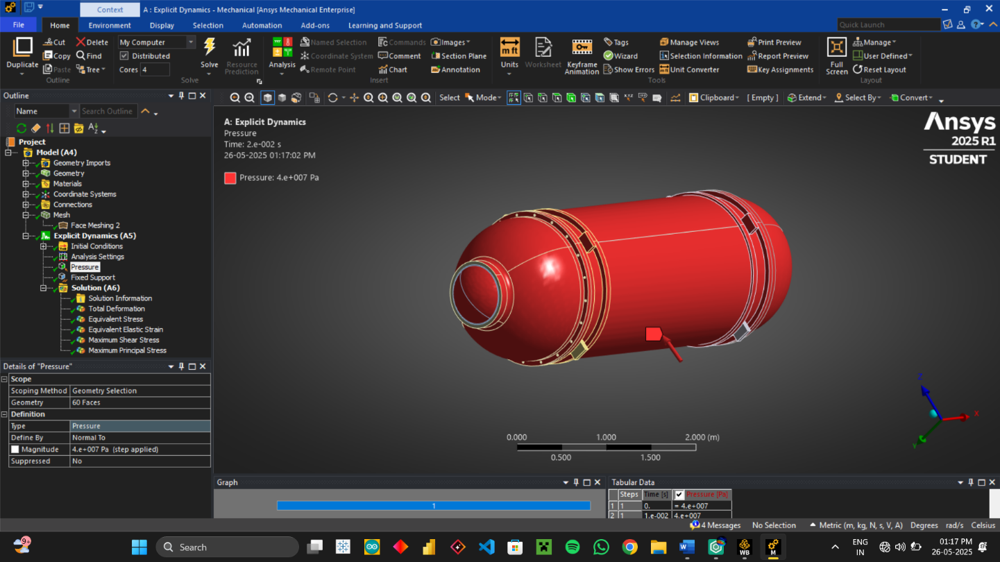 Context
A : Explicit Dynamics - Mechanical [Ansys Mechanical Enterprise]
File Home Environment Display Selection Automation Add-ons Learning and Support
Quick Launch
Duplicate
Cut
Copy
Paste
Delete
Find
Tree
Outline
My Computer
Distributed
Cores 4
Solve
Resource Prediction
Solve
Analysis
Named Selection
Coordinate System
Remote Point
Commands
Comment
Chart
Images
Section Plane
Annotation
Insert
Units
Worksheet
Keyframe Animation
Tags
Wizard
Show Errors
Manage Views
Selection Information
Unit Converter
Print Preview
Report Preview
Key Assignments
Tools
Full Screen
Manage
User Defined
Reset Layout
Layout
Outline
Name Search Outline
Select Mode Clipboard [ Empty ] Extend Select By Convert
Project
Model (A4)
Geometry Imports
Geometry
Materials
Coordinate Systems
Connections
Mesh
Face Meshing 2
Explicit Dynamics (A5)
Initial Conditions
Analysis Settings
Pressure
Fixed Support
Solution (A6)
Solution Information
Total Deformation
Equivalent Stress
Equivalent Elastic Strain
Maximum Shear Stress
Maximum Principal Stress
Details of "Pressure"
Scope
Scoping Method Geometry Selection
Geometry 60 Faces
Definition
Type Pressure
Define By Normal To
Magnitude 4.e+007 Pa (step applied)
Suppressed No
A: Explicit Dynamics
Pressure
Time: 2.e-002 s
26-05-2025 01:17:02 PM
Pressure: 4.e+007 Pa
Ansys
2025 R1
STUDENT
Z
X
Y
0.000 1.000 2.000 (m)
0.500 1.500
Graph
1
Tabular Data
Steps Time [s] Pressure [Pa]
1 1 0. = 4.e+007
2 1 1.e-002 4.e+007
4 Messages No Selection Metric (m, kg, N, s, V, A) Degrees rad/s Celsius
9+
Search
WB
M
ENG
IN
01:17 PM
26-05-2025